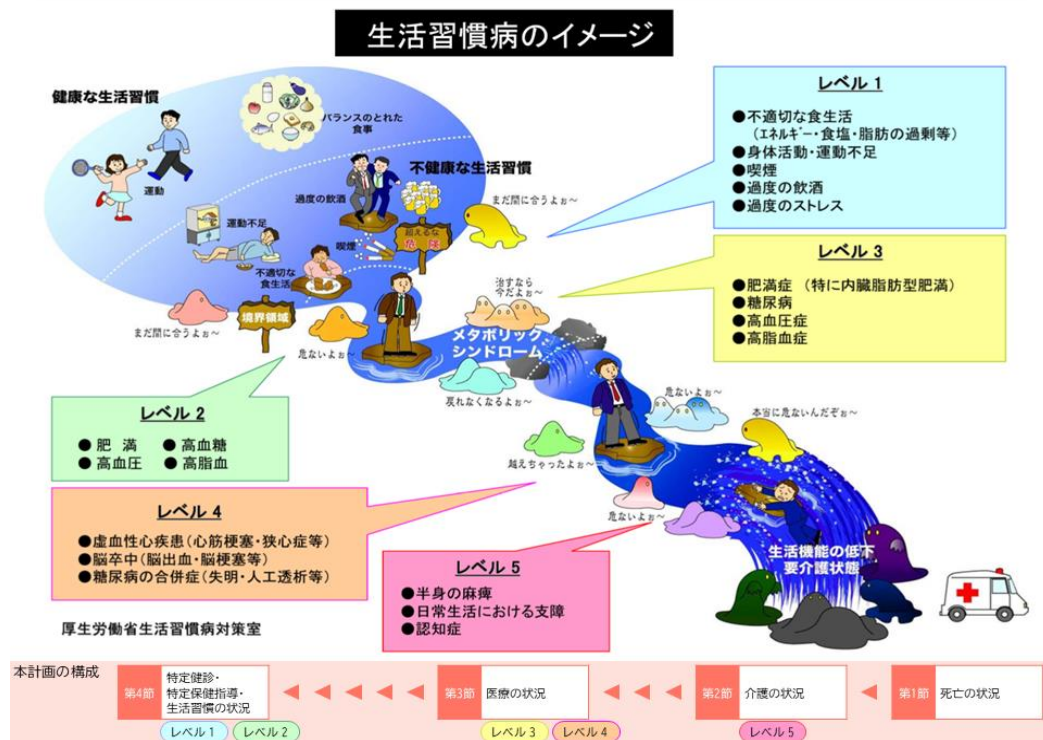 生活習慣病のイメージ
健康な生活習慣
バランスのとれた
食事
運動
不健康な生活習慣
過度の飲酒
まだ間に合うよぉ～
運動不足
喫煙
超えるな
危険
不適切な
食生活
治すなら
今だよぉ～
まだ間に合うよぉ～
境界領域
危ないよぉ～
メタボリック
シンドローム
戻れなくなるよぉ～
危ないよぉ～
本当に危ないんだぞぉ～
越えちゃったよぉ～
危ないよぉ～
生活機能の低下
要介護状態
レベル 1
●不適切な食生活
（エネルギー・食塩・脂肪の過剰等）
●身体活動・運動不足
●喫煙
●過度の飲酒
●過度のストレス
レベル 3
●肥満症 （特に内臓脂肪型肥満）
●糖尿病
●高血圧症
●高脂血症
レベル 2
● 肥 満 ● 高血糖
● 高血圧 ● 高脂血
レベル 4
●虚血性心疾患（心筋梗塞・狭心症等）
●脳卒中（脳出血・脳梗塞等）
●糖尿病の合併症（失明・人工透析等）
レベル 5
●半身の麻痺
●日常生活における支障
●認知症
厚生労働省生活習慣病対策室
本計画の構成
第4節 特定健診・
特定保健指導・
生活習慣の状況
第3節 医療の状況
第2節 介護の状況
第1節 死亡の状況
レベル 1 レベル 2 レベル 3 レベル 4 レベル 5